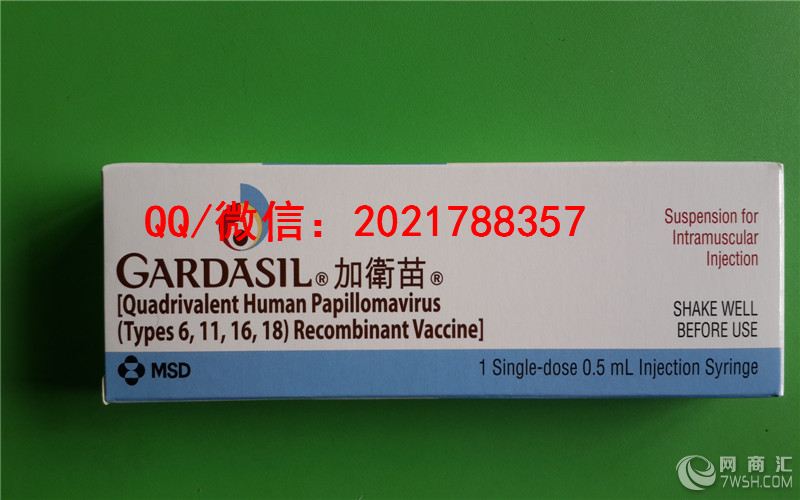 QQ/微信：2021788357
GARDASIL® 加衛苗®
[Quadrivalent Human Papillomavirus
(Types 6, 11, 16, 18) Recombinant Vaccine]
MSD
Suspension for
Intramuscular
Injection
SHAKE WELL
BEFORE USE
1 Single-dose 0.5 mL Injection Syringe
网商汇
7WSH.COM